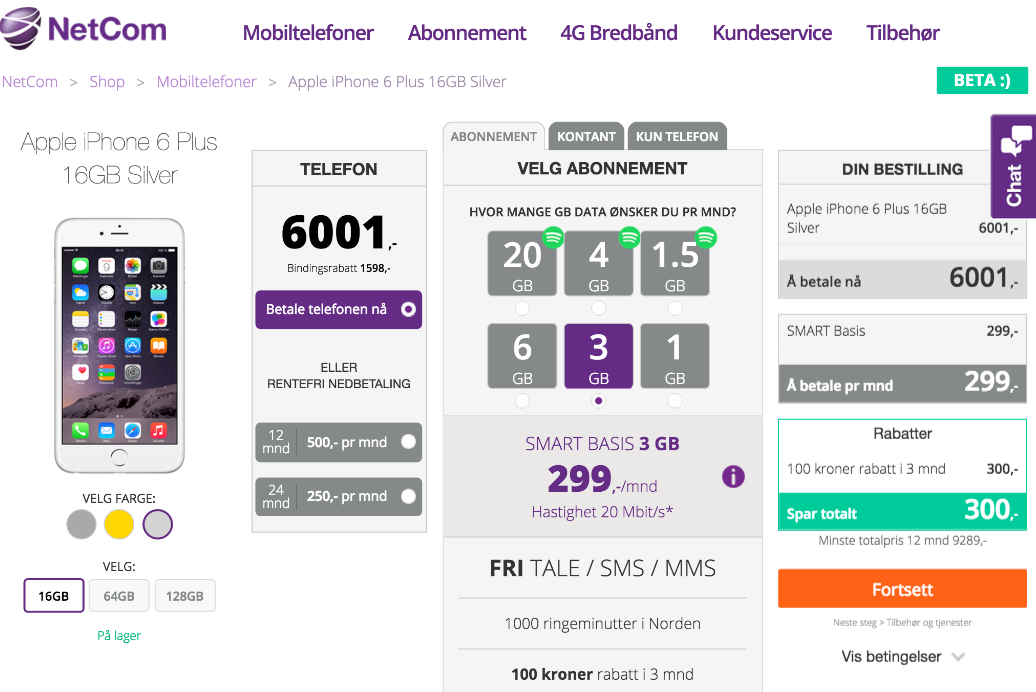 NetCom
Mobiltelefoner
Abonnement
4G Bredbånd
Kundeservice
Tilbehør
NetCom > Shop > Mobiltelefoner > Apple iPhone 6 Plus 16GB Silver
BETA :)
Chat
Apple iPhone 6 Plus
16GB Silver
VELG FARGE:
VELG:
16GB
64GB
128GB
På lager
TELEFON
6001,-
Bindingsrabatt 1598,-
Betale telefonen nå
ELLER
RENTEFRI NEDBETALING
12
mnd
500,- pr mnd
24
mnd
250,- pr mnd
ABONNEMENT
KONTANT
KUN TELEFON
VELG ABONNEMENT
HVOR MANGE GB DATA ØNSKER DU PR MND?
20
GB
4
GB
1.5
GB
6
GB
3
GB
1
GB
SMART BASIS 3 GB
299,-/mnd
Hastighet 20 Mbit/s*
FRI TALE / SMS / MMS
1000 ringeminutter i Norden
100 kroner rabatt i 3 mnd
DIN BESTILLING
Apple iPhone 6 Plus 16GB
Silver 6001,-
Å betale nå 6001,-
SMART Basis 299,-
Å betale pr mnd 299,-
Rabatter
100 kroner rabatt i 3 mnd 300,-
Spar totalt 300,-
Minste totalpris 12 mnd 9289,-
Fortsett
Neste steg > Tilbehør og tjenester
Vis betingelser